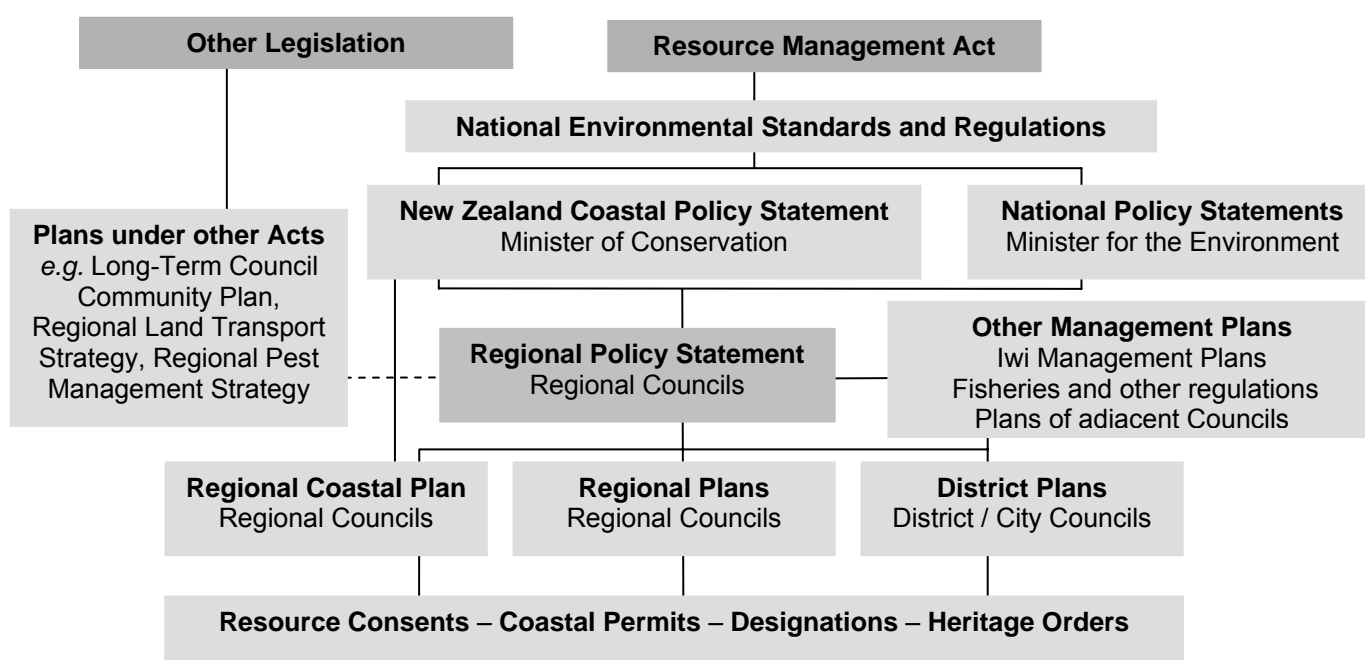 Other Legislation
Resource Management Act
National Environmental Standards and Regulations
New Zealand Coastal Policy Statement
Minister of Conservation
National Policy Statements
Minister for the Environment
Plans under other Acts
e.g. Long-Term Council
Community Plan,
Regional Land Transport
Strategy, Regional Pest
Management Strategy
Regional Policy Statement
Regional Councils
Other Management Plans
Iwi Management Plans
Fisheries and other regulations
Plans of adiacent Councils
Regional Coastal Plan
Regional Councils
Regional Plans
Regional Councils
District Plans
District / City Councils
Resource Consents – Coastal Permits – Designations – Heritage Orders